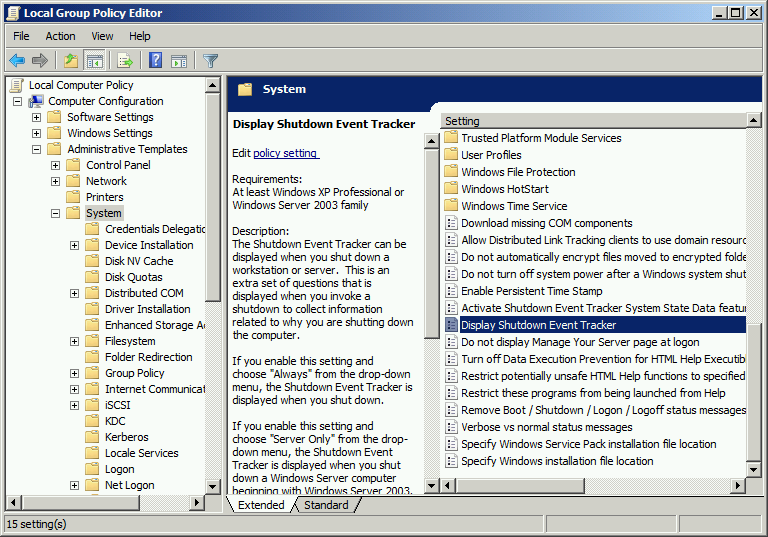 Local Group Policy Editor
File Action View Help
Local Computer Policy
Computer Configuration
Software Settings
Windows Settings
Administrative Templates
Control Panel
Network
Printers
System
Credentials Delegatio
Device Installation
Disk NV Cache
Disk Quotas
Distributed COM
Driver Installation
Enhanced Storage A
Filesystem
Folder Redirection
Group Policy
Internet Communicat
iSCSI
KDC
Kerberos
Locale Services
Logon
Net Logon
System
Display Shutdown Event Tracker
Edit policy setting
Requirements:
At least Windows XP Professional or
Windows Server 2003 family
Description:
The Shutdown Event Tracker can be
displayed when you shut down a
workstation or server. This is an
extra set of questions that is
displayed when you invoke a
shutdown to collect information
related to why you are shutting down
the computer.
If you enable this setting and
choose "Always" from the drop-down
menu, the Shutdown Event Tracker is
displayed when you shut down.
If you enable this setting and
choose "Server Only" from the drop-
down menu, the Shutdown Event
Tracker is displayed when you shut
down a Windows Server computer
beginning with Windows Server 2003.
Setting
Trusted Platform Module Services
User Profiles
Windows File Protection
Windows HotStart
Windows Time Service
Download missing COM components
Allow Distributed Link Tracking clients to use domain resourc
Do not automatically encrypt files moved to encrypted folde
Do not turn off system power after a Windows system shut
Enable Persistent Time Stamp
Activate Shutdown Event Tracker System State Data featur
Display Shutdown Event Tracker
Do not display Manage Your Server page at logon
Turn off Data Execution Prevention for HTML Help Executib
Restrict potentially unsafe HTML Help functions to specified
Restrict these programs from being launched from Help
Remove Boot / Shutdown / Logon / Logoff status messages
Verbose vs normal status messages
Specify Windows Service Pack installation file location
Specify Windows installation file location
Extended Standard
15 setting(s)